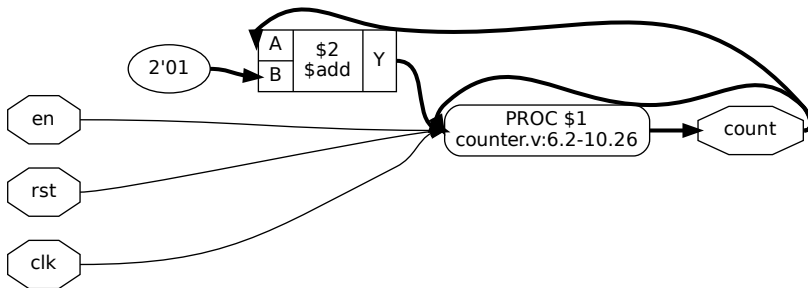 A
B
$2
$add
Y
2'01
en
rst
clk
PROC $1
counter.v:6.2-10.26
count